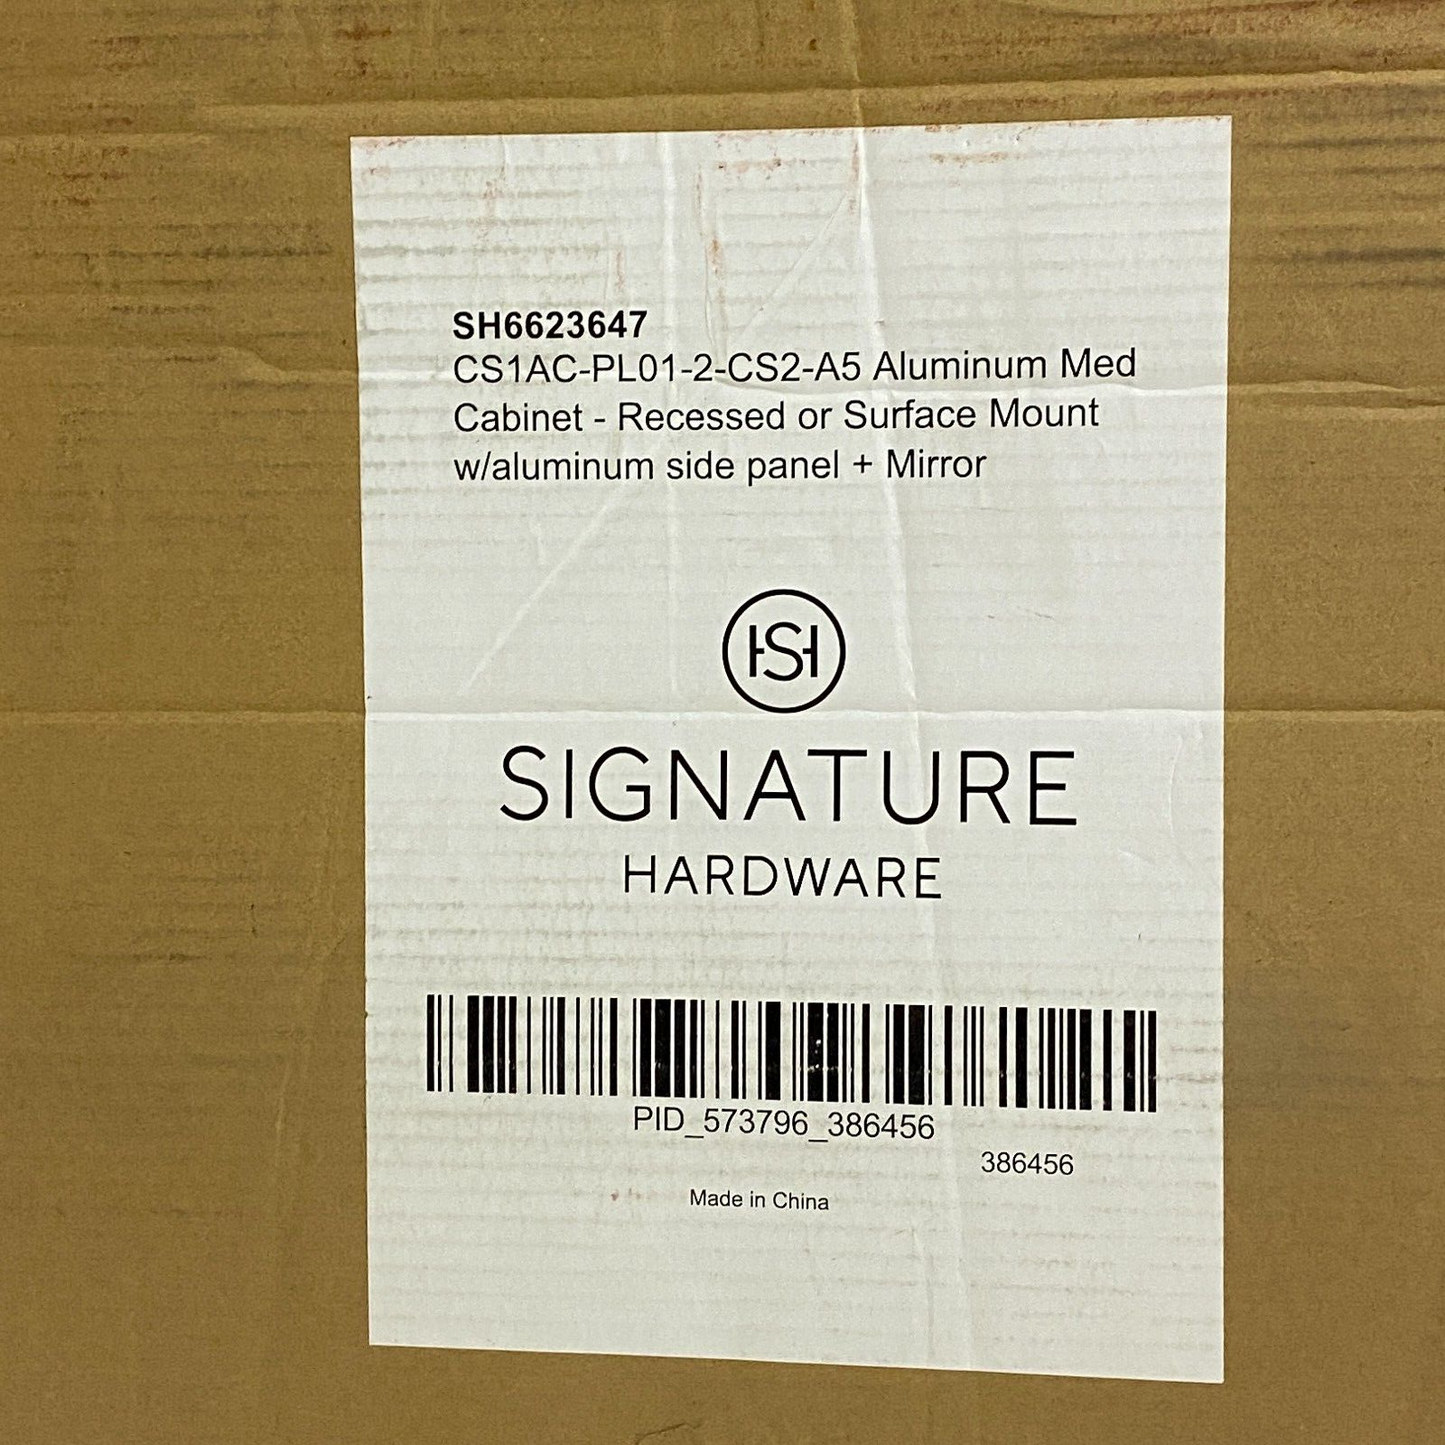 SH6623647
CS1AC-PL01-2-CS2-A5 Aluminum Med
Cabinet - Recessed or Surface Mount
w/aluminum side panel + Mirror
HSH
SIGNATURE
HARDWARE
PID_573796_386456
386456
Made in China